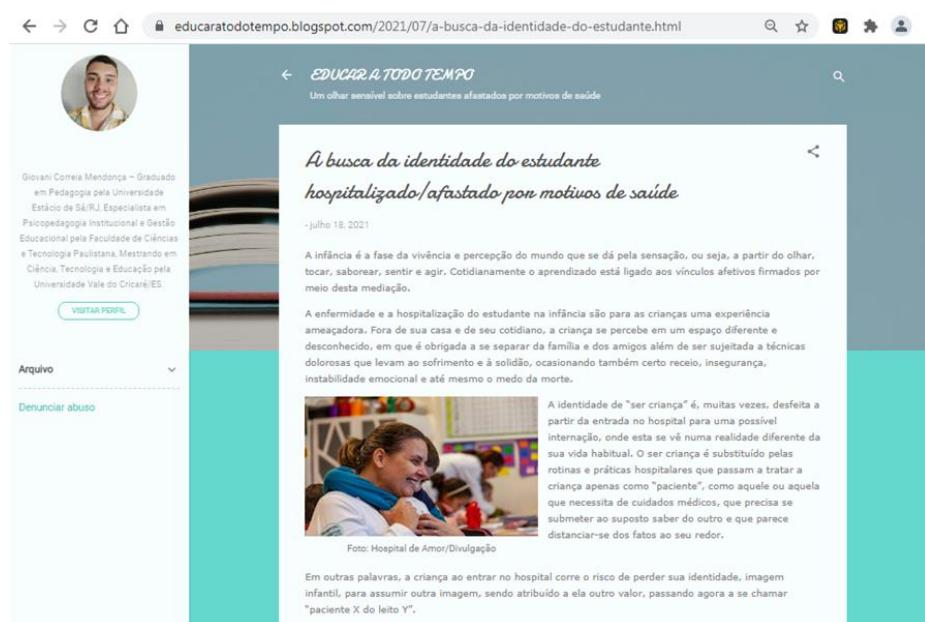 educaratodotempo.blogspot.com/2021/07/a-busca-da-identidade-do-estudante.html
Giovani Correia Mendonça – Graduado
em Pedagogia pela Universidade
Estácio de Sá/RJ, Especialista em
Psicopedagogia Institucional e Gestão
Educacional pela Faculdade de Ciências
e Tecnologia Paulistana, Mestrando em
Ciência, Tecnologia e Educação pela
Universidade Vale do Cricaré/ES.
VISITAR PERFIL
Arquivo
Denunciar abuso
EDUCAR A TODO TEMPO
Um olhar sensível sobre estudantes afastados por motivos de saúde
A busca da identidade do estudante
hospitalizado/afastado por motivos de saúde
- julho 18, 2021
A infância é a fase da vivência e percepção do mundo que se dá pela sensação, ou seja, a partir do olhar,
tocar, saborear, sentir e agir. Cotidianamente o aprendizado está ligado aos vínculos afetivos firmados por
meio desta mediação.
A enfermidade e a hospitalização do estudante na infância são para as crianças uma experiência
ameaçadora. Fora de sua casa e de seu cotidiano, a criança se percebe em um espaço diferente e
desconhecido, em que é obrigada a se separar da família e dos amigos além de ser sujeitada a técnicas
dolorosas que levam ao sofrimento e à solidão, ocasionando também certo receio, insegurança,
instabilidade emocional e até mesmo o medo da morte.
A identidade de "ser criança" é, muitas vezes, desfeita a
partir da entrada no hospital para uma possível
internação, onde esta se vê numa realidade diferente da
sua vida habitual. O ser criança é substituído pelas
rotinas e práticas hospitalares que passam a tratar a
criança apenas como "paciente", como aquele ou aquela
que necessita de cuidados médicos, que precisa se
submeter ao suposto saber do outro e que parece
distanciar-se dos fatos ao seu redor.
Foto: Hospital de Amor/Divulgação
Em outras palavras, a criança ao entrar no hospital corre o risco de perder sua identidade, imagem
infantil, para assumir outra imagem, sendo atribuído a ela outro valor, passando agora a se chamar
"paciente X do leito Y".